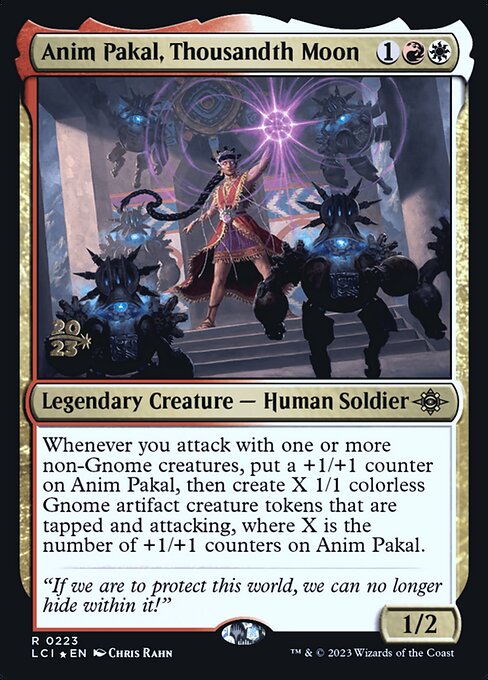 Anim Pakal, Thousandth Moon 1
20
23*
Legendary Creature — Human Soldier
Whenever you attack with one or more
non-Gnome creatures, put a +1/+1 counter
on Anim Pakal, then create X 1/1 colorless
Gnome artifact creature tokens that are
tapped and attacking, where X is the
number of +1/+1 counters on Anim Pakal.
“If we are to protect this world, we can no longer
hide within it!”
1/2
R 0223
LCI ★ EN Chris Rahn
™ & © 2023 Wizards of the Coast